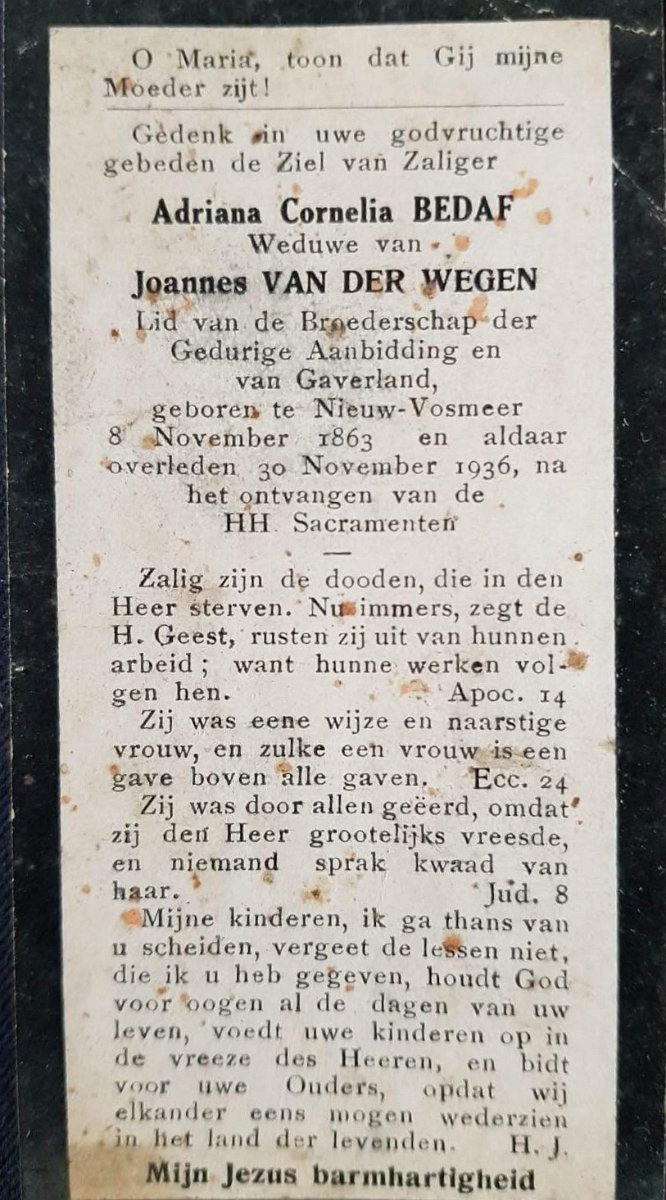 O Maria, toon dat Gij mijne
Moeder zijt!
Gedenk in uwe godvruchtige
gebeden de Ziel van Zaliger
Adriana Cornelia BEDAF
Weduwe van
Joannes VAN DER WEGEN
Lid van de Broederschap der
Gedurige Aanbidding en
van Gaverland,
geboren te Nieuw-Vosmeer
8 November 1863 en aldaar
overleden 30 November 1936, na
het ontvangen van de
HH. Sacramenten
Zalig zijn de dooden, die in den
Heer sterven. Nu immers, zegt de
H. Geest, rusten zij uit van hunnen
arbeid; want hunne werken vol-
gen hen. Apoc. 14
Zij was eene wijze en naarstige
vrouw, en zulke een vrouw is een
gave boven alle gaven. Ecc. 24
Zij was door allen geëerd, omdat
zij den Heer grootelijks vreesde,
en niemand sprak kwaad van
haar. Jud. 8
Mijne kinderen, ik ga thans van
u scheiden, vergeet de lessen niet,
die ik u heb gegeven, houdt God
voor oogen al de dagen van uw
leven, voedt uwe kinderen op in
de vreeze des Heeren, en bidt
voor uwe Ouders, opdat wij
elkander eens mogen wederzien
in het land der levenden. H. J.
Mijn Jezus barmhartigheid